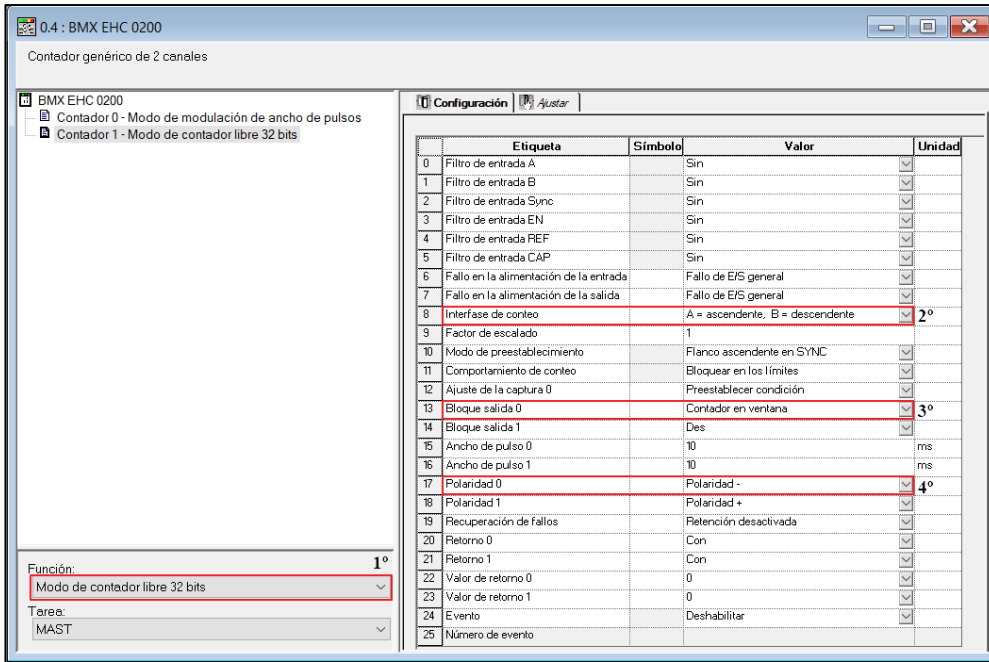 0.4 : BMX EHC 0200
Contador genérico de 2 canales
BMX EHC 0200
Contador 0 - Modo de modulación de ancho de pulsos
Contador 1 - Modo de contador libre 32 bits
Función:
1º
Modo de contador libre 32 bits
Tarea:
MAST
Configuración Ajustar
Etiqueta Símbolo Valor Unidad
0 Filtro de entrada A Sin
1 Filtro de entrada B Sin
2 Filtro de entrada Sync Sin
3 Filtro de entrada EN Sin
4 Filtro de entrada REF Sin
5 Filtro de entrada CAP Sin
6 Fallo en la alimentación de la entrada Fallo de E/S general
7 Fallo en la alimentación de la salida Fallo de E/S general
8 Interfase de conteo A = ascendente, B = descendente 2º
9 Factor de escalado 1
10 Modo de preestablecimiento Flanco ascendente en SYNC
11 Comportamiento de conteo Bloquear en los límites
12 Ajuste de la captura 0 Preestablecer condición
13 Bloque salida 0 Contador en ventana 3º
14 Bloque salida 1 Des
15 Ancho de pulso 0 10 ms
16 Ancho de pulso 1 10 ms
17 Polaridad 0 Polaridad - 4º
18 Polaridad 1 Polaridad +
19 Recuperación de fallos Retención desactivada
20 Retorno 0 Con
21 Retorno 1 Con
22 Valor de retorno 0 0
23 Valor de retorno 1 0
24 Evento Deshabilitar
25 Número de evento